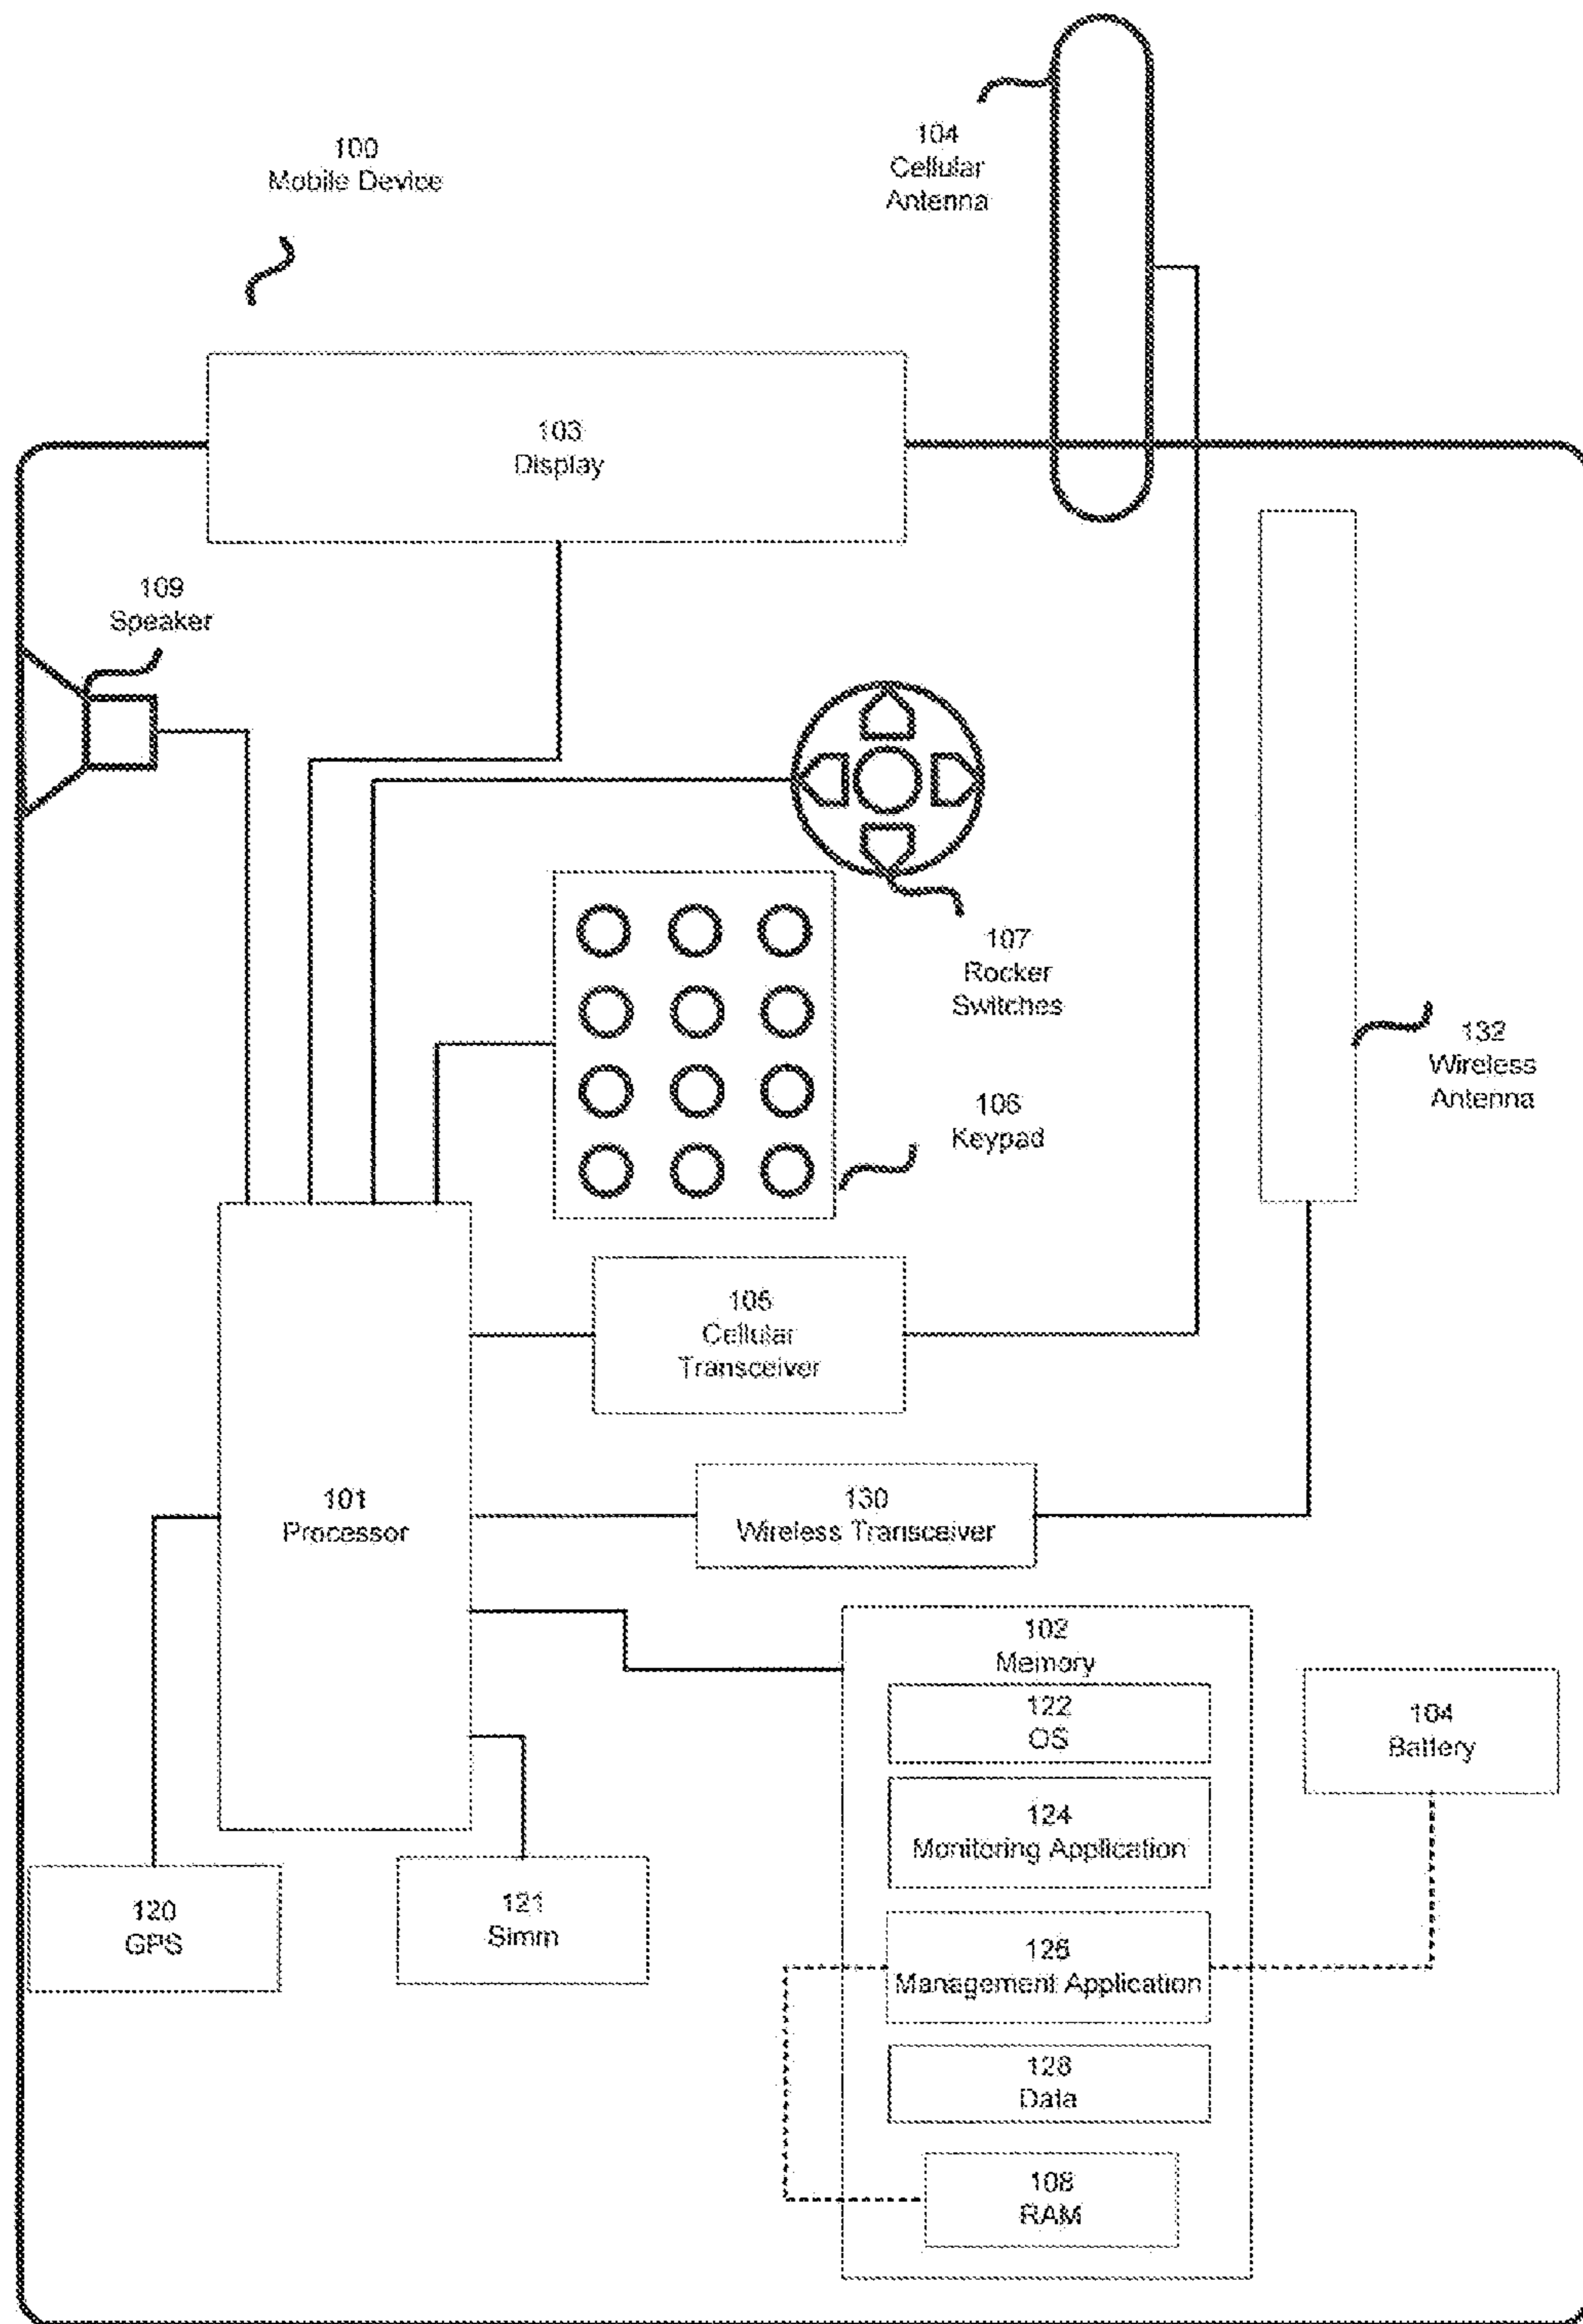 100
Mobile Device
104
Cellular
Antenna
103
Display
109
Speaker
107
Rocker
Switches
132
Wireless
Antenna
106
Keypad
105
Cellular
Transceiver
101
Processor
130
Wireless Transceiver
102
Memory
122
OS
104
Battery
124
Monitoring Application
120
GPS
121
Simm
126
Management Application
128
Data
108
RAM